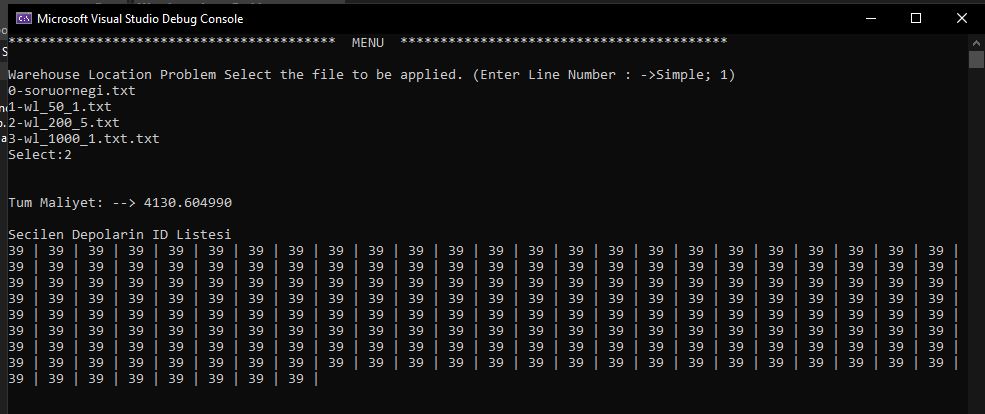 Microsoft Visual Studio Debug Console
*****************************************  MENU  *****************************************
Warehouse Location Problem Select the file to be applied. (Enter Line Number : ->Simple; 1)
0-soruornegi.txt
1-wl_50_1.txt
2-wl_200_5.txt
3-wl_1000_1.txt.txt
Select:2
Tum Maliyet: --> 4130.604990
Secilen Depolarin ID Listesi
39 | 39 | 39 | 39 | 39 | 39 | 39 | 39 | 39 | 39 | 39 | 39 | 39 | 39 | 39 | 39 | 39 | 39 | 39 | 39 | 39 | 39 | 39 | 39 |
39 | 39 | 39 | 39 | 39 | 39 | 39 | 39 | 39 | 39 | 39 | 39 | 39 | 39 | 39 | 39 | 39 | 39 | 39 | 39 | 39 | 39 | 39 | 39 |
39 | 39 | 39 | 39 | 39 | 39 | 39 | 39 | 39 | 39 | 39 | 39 | 39 | 39 | 39 | 39 | 39 | 39 | 39 | 39 | 39 | 39 | 39 | 39 |
39 | 39 | 39 | 39 | 39 | 39 | 39 | 39 | 39 | 39 | 39 | 39 | 39 | 39 | 39 | 39 | 39 | 39 | 39 | 39 | 39 | 39 | 39 | 39 |
39 | 39 | 39 | 39 | 39 | 39 | 39 | 39 | 39 | 39 | 39 | 39 | 39 | 39 | 39 | 39 | 39 | 39 | 39 | 39 | 39 | 39 | 39 | 39 |
39 | 39 | 39 | 39 | 39 | 39 | 39 | 39 | 39 | 39 | 39 | 39 | 39 | 39 | 39 | 39 | 39 | 39 | 39 | 39 | 39 | 39 | 39 | 39 |
39 | 39 | 39 | 39 | 39 | 39 | 39 | 39 | 39 | 39 | 39 | 39 | 39 | 39 | 39 | 39 | 39 | 39 | 39 | 39 | 39 | 39 | 39 | 39 |
39 | 39 | 39 | 39 | 39 | 39 | 39 | 39 | 39 | 39 | 39 | 39 | 39 | 39 | 39 | 39 | 39 | 39 | 39 | 39 | 39 | 39 | 39 | 39 |
39 | 39 | 39 | 39 | 39 | 39 | 39 | 39 |